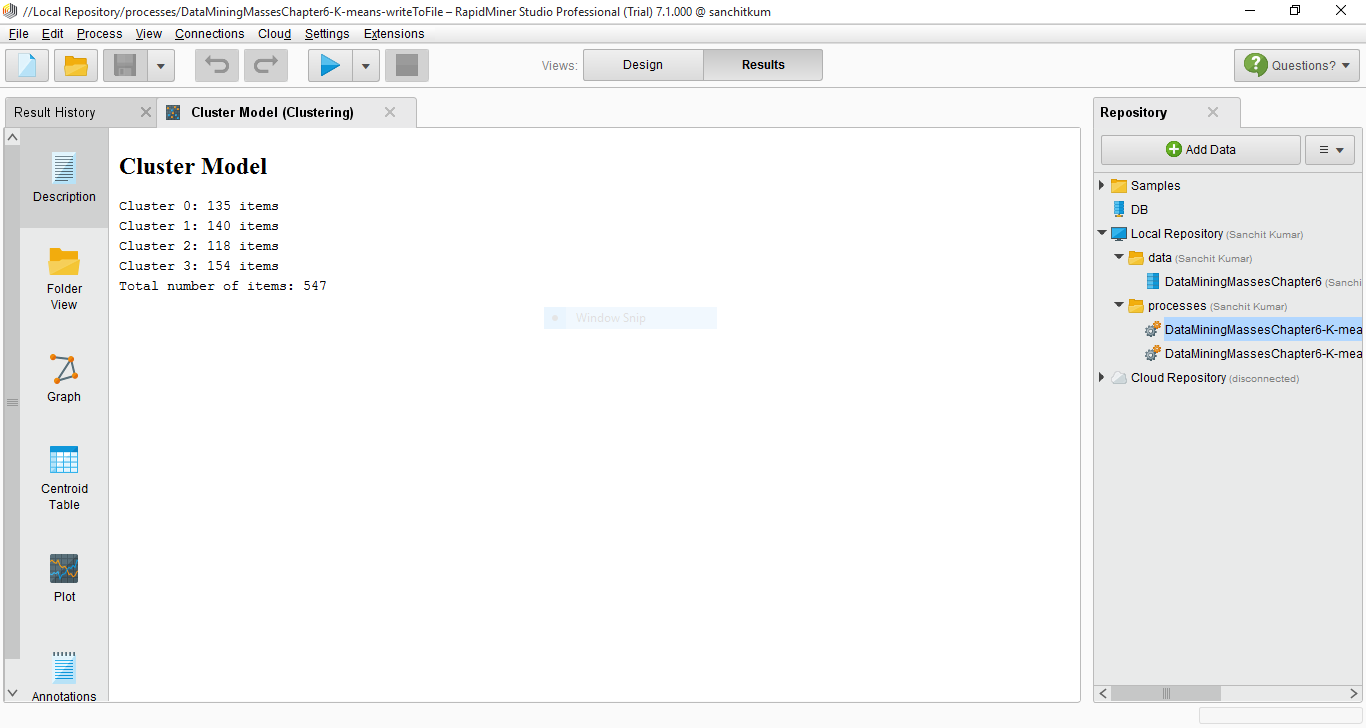 //Local Repository/processes/DataMiningMassesChapter6-K-means-writeToFile – RapidMiner Studio Professional (Trial) 7.1.000 @ sanchitkum
File Edit Process View Connections Cloud Settings Extensions
Views: Design Results Questions?
Result History Cluster Model (Clustering)
Description
Folder
View
Graph
Centroid
Table
Plot
Annotations
Cluster Model
Cluster 0: 135 items
Cluster 1: 140 items
Cluster 2: 118 items
Cluster 3: 154 items
Total number of items: 547
Window Snip
Repository
Add Data
Samples
DB
Local Repository (Sanchit Kumar)
data (Sanchit Kumar)
DataMiningMassesChapter6 (Sanchi
processes (Sanchit Kumar)
DataMiningMassesChapter6-K-mea
DataMiningMassesChapter6-K-mea
Cloud Repository (disconnected)